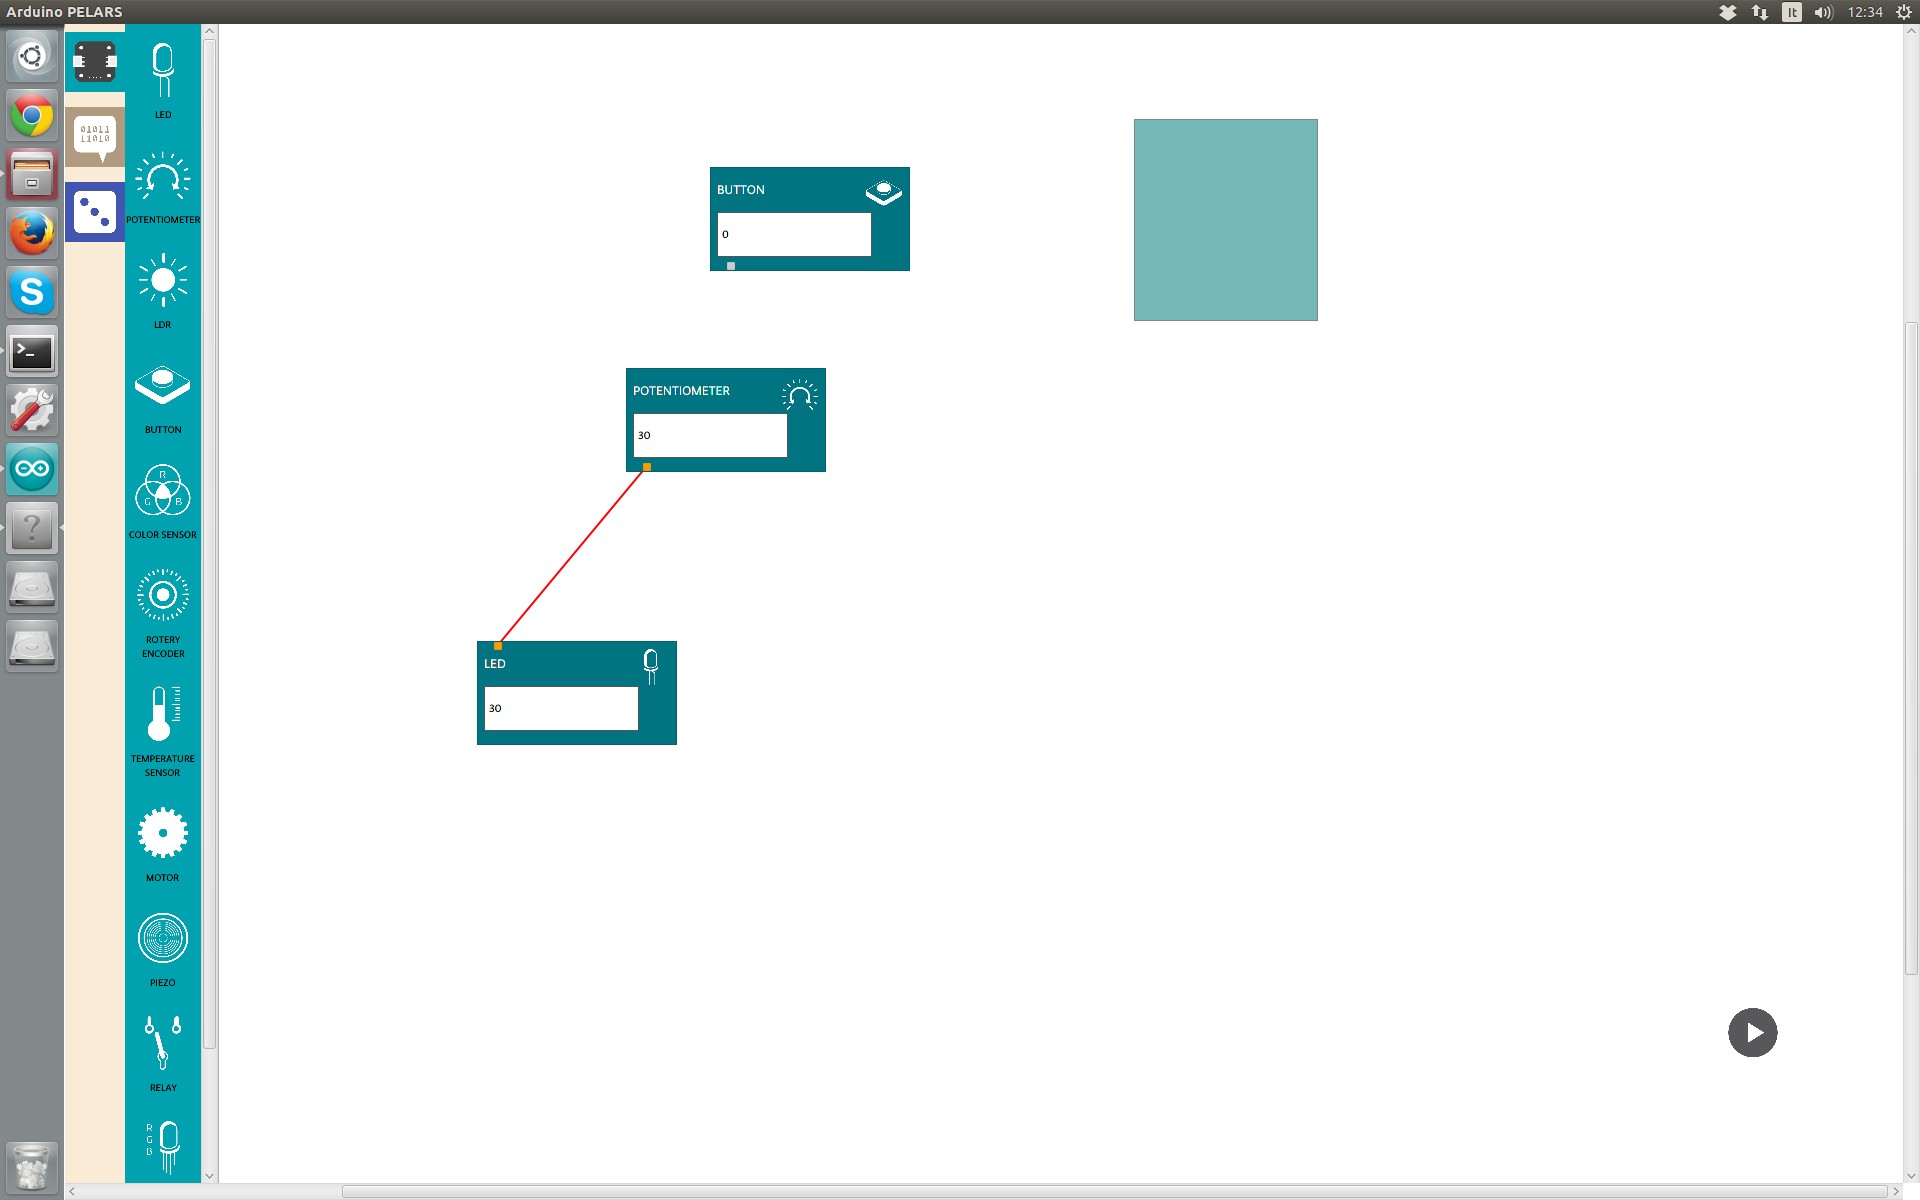 Arduino PELARS
It
12:34
01011
11010
LED
POTENTIOMETER
LDR
BUTTON
R
G B
COLOR SENSOR
ROTERY
ENCODER
TEMPERATURE
SENSOR
MOTOR
PIEZO
RELAY
R
G
B
BUTTON
0
POTENTIOMETER
30
LED
30
S
>_
?